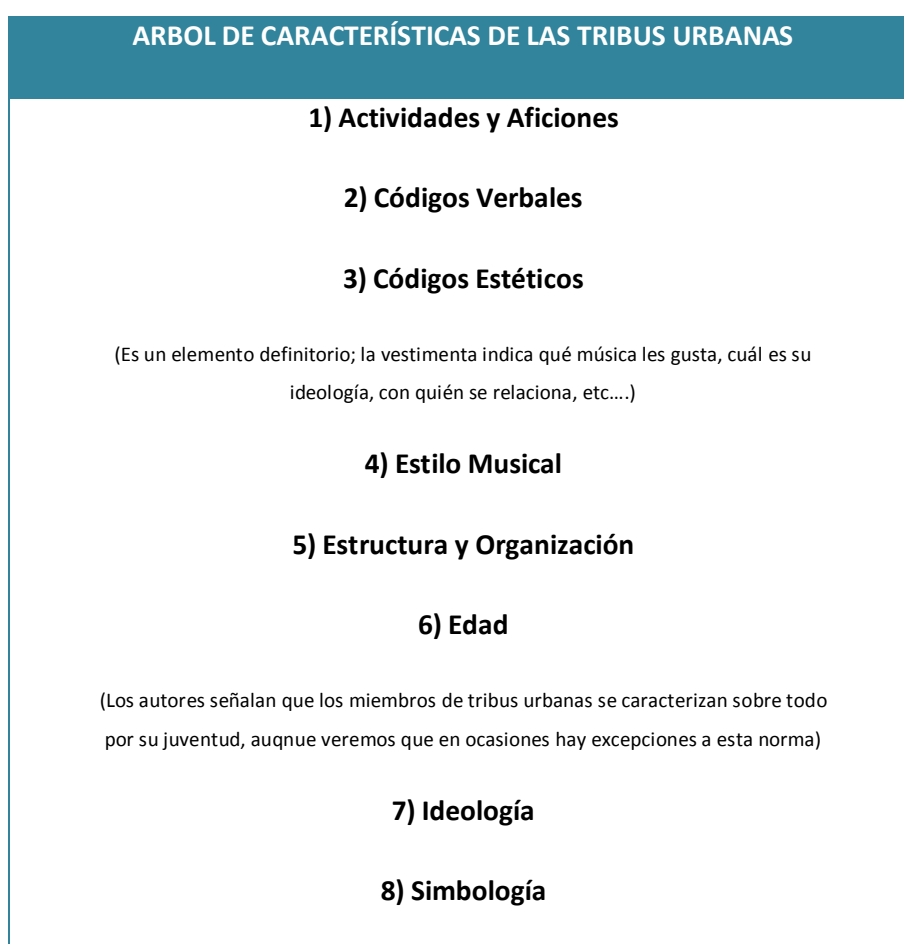 ARBOL DE CARACTERÍSTICAS DE LAS TRIBUS URBANAS
1) Actividades y Aficiones
2) Códigos Verbales
3) Códigos Estéticos
(Es un elemento definitorio; la vestimenta indica qué música les gusta, cuál es su
ideología, con quién se relaciona, etc....)
4) Estilo Musical
5) Estructura y Organización
6) Edad
(Los autores señalan que los miembros de tribus urbanas se caracterizan sobre todo
por su juventud, auqnue veremos que en ocasiones hay excepciones a esta norma)
7) Ideología
8) Simbología